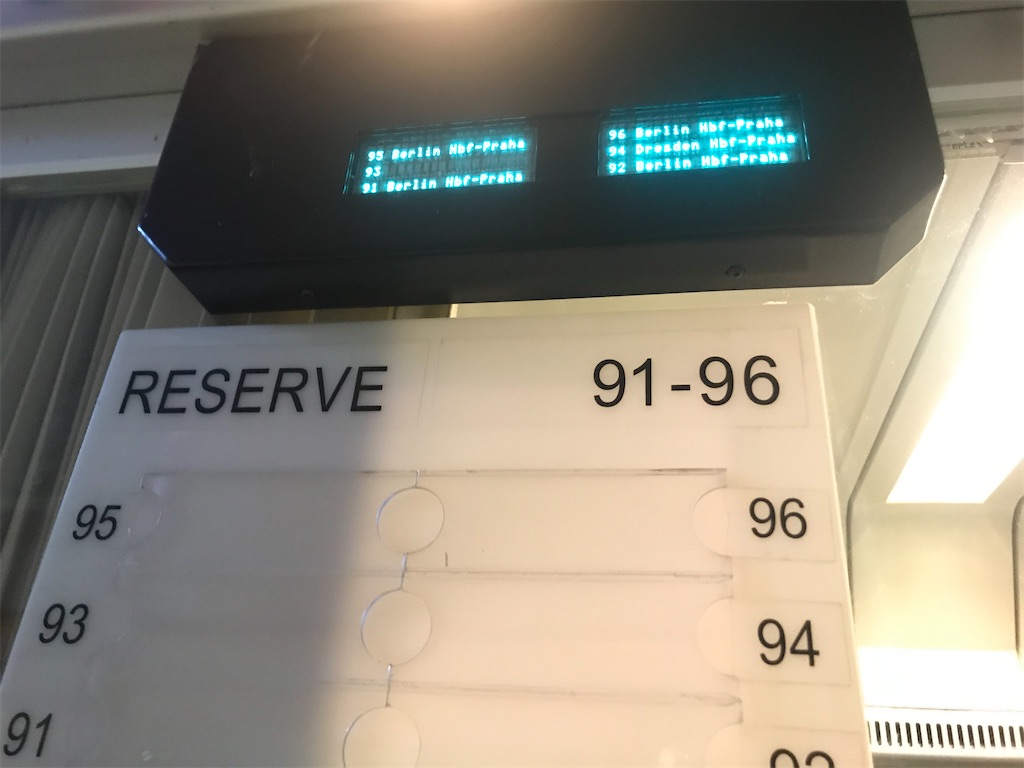 95 Berlin Hbf-Praha
93
91 Berlin Hbf-Praha
96 Berlin Hbf-Praha
94 Dresden Hbf-Praha
92 Berlin Hbf-Praha
RESERVE 91-96
95 96
93 94
91 92